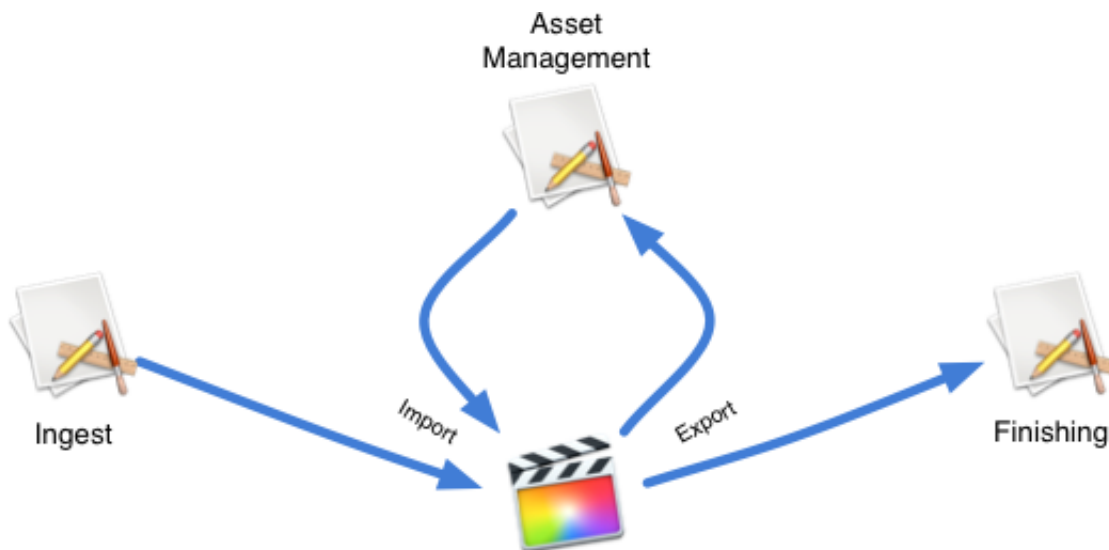 Asset
Management
Import
Export
Ingest
Finishing